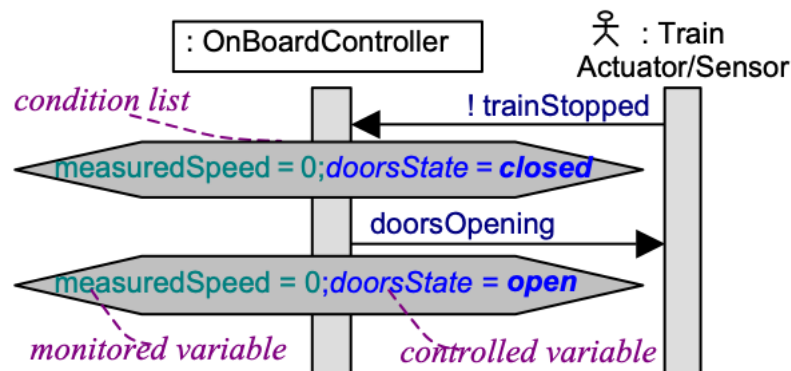 : OnBoardController
: Train
Actuator/Sensor
condition list
! trainStopped
measuredSpeed = 0;doorsState = closed
doorsOpening
measuredSpeed = 0;doorsState = open
monitored variable
controlled variable